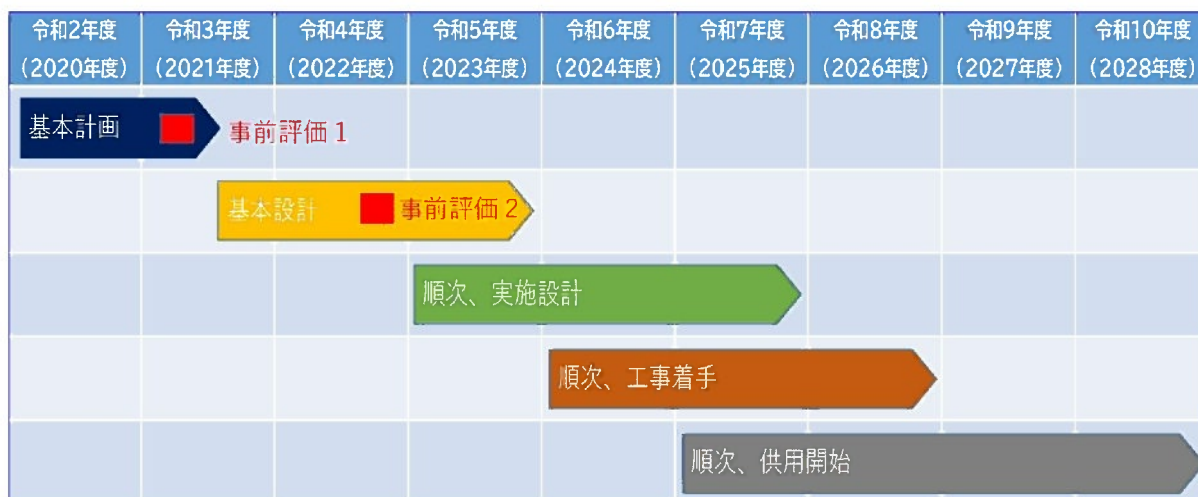 令和2年度 令和3年度 令和4年度 令和5年度 令和6年度 令和7年度 令和8年度 令和9年度 令和10年度
(2020年度) (2021年度) (2022年度) (2023年度) (2024年度) (2025年度) (2026年度) (2027年度) (2028年度)
基本計画 事前評価1
基本設計 事前評価2
順次、実施設計
順次、工事着手
順次、供用開始